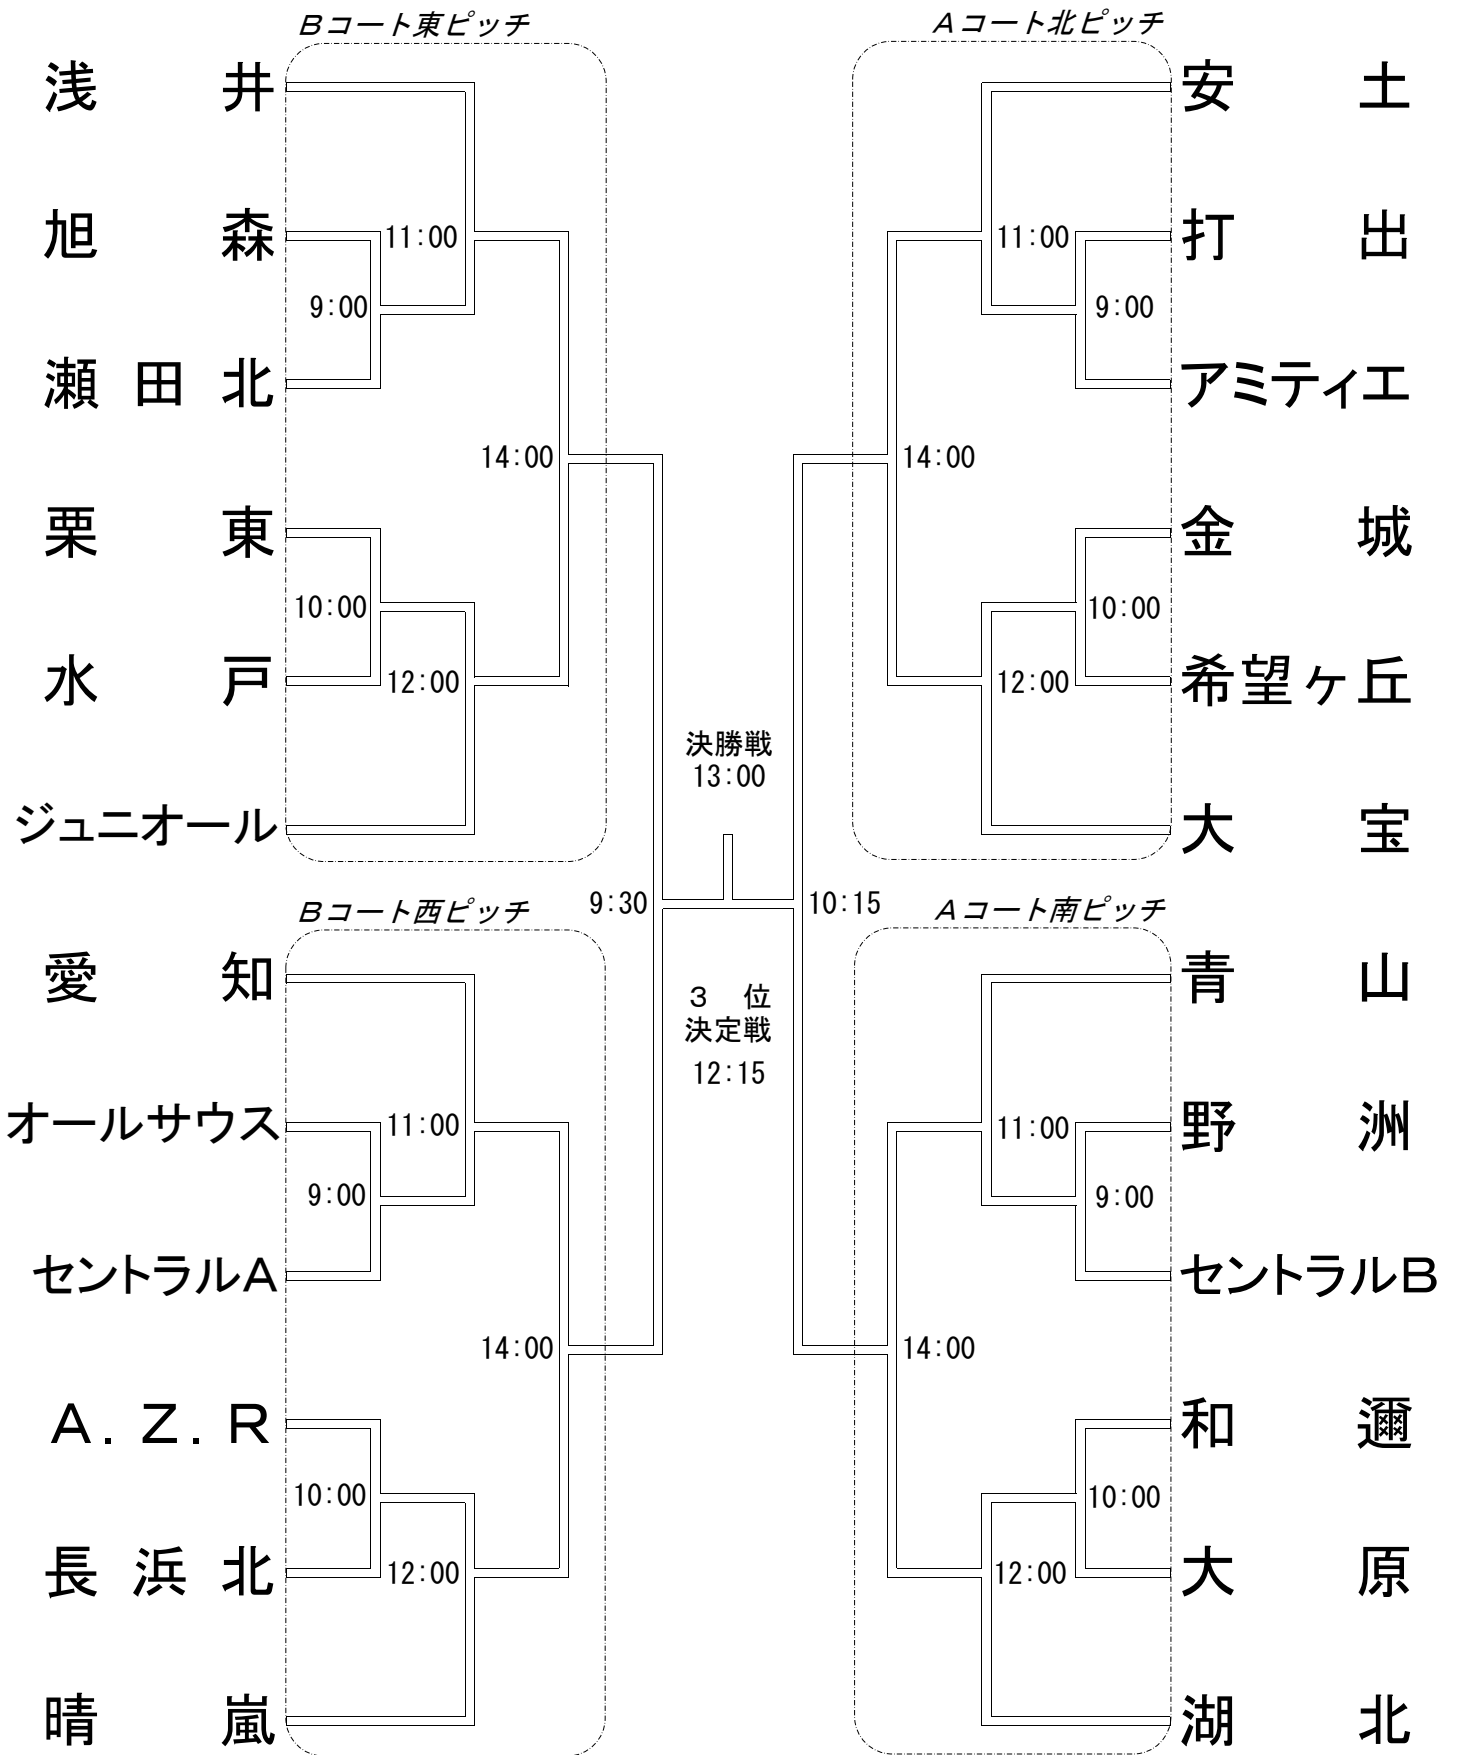 Bコート東ピッチ
浅井
旭森
11:00
9:00
瀬田北
14:00
栗東
10:00
水戸
12:00
ジュニオール
Aコート北ピッチ
安土
打出
11:00
9:00
アミティエ
14:00
金城
10:00
希望ヶ丘
12:00
大宝
決勝戦
13:00
9:30
10:15
3位
決定戦
12:15
Bコート西ピッチ
愛知
オールサウス
11:00
9:00
セントラルA
14:00
A.Z.R
10:00
長浜北
12:00
晴嵐
Aコート南ピッチ
青山
野洲
11:00
9:00
セントラルB
14:00
和邇
10:00
大原
12:00
湖北